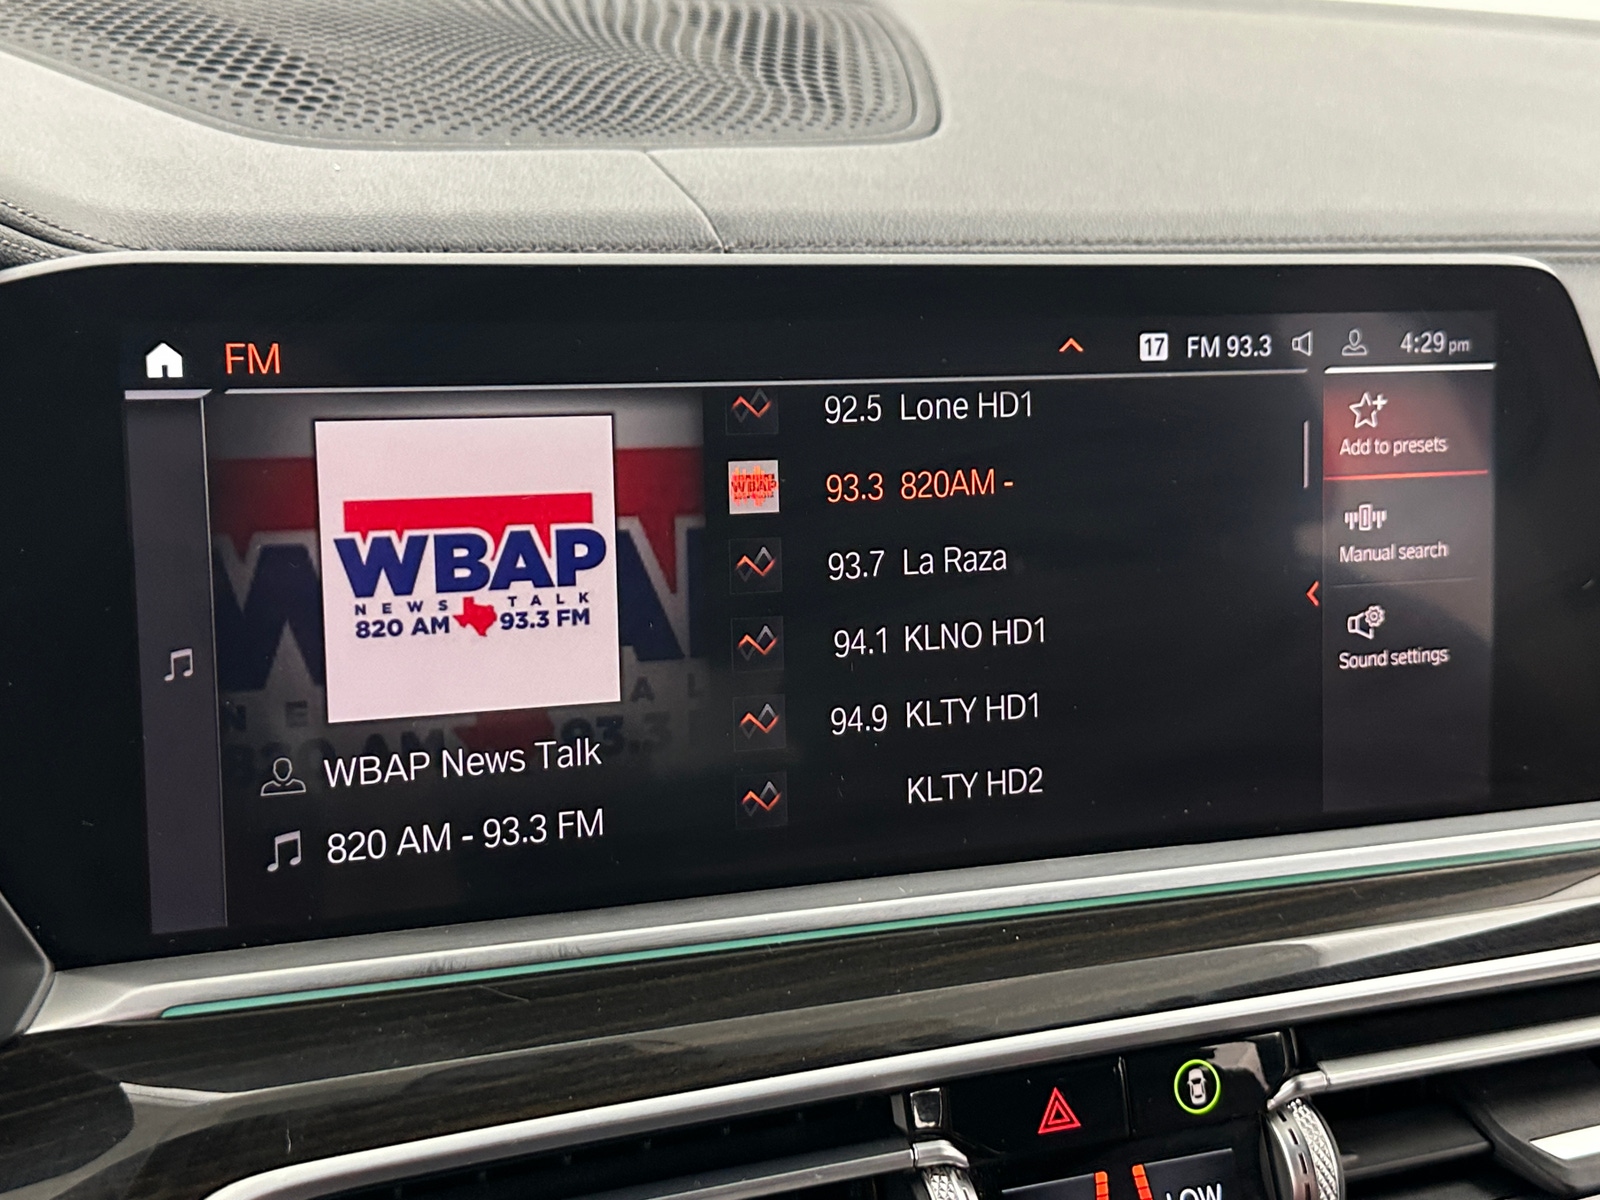 FM
17 FM 93.3 4:29 pm
WBAP
NEWS TALK
820 AM 93.3 FM
WBAP News Talk
820 AM - 93.3 FM
92.5 Lone HD1
WBAP
93.3 820AM -
93.7 La Raza
94.1 KLNO HD1
94.9 KLTY HD1
KLTY HD2
Add to presets
Manual search
Sound settings
LOW